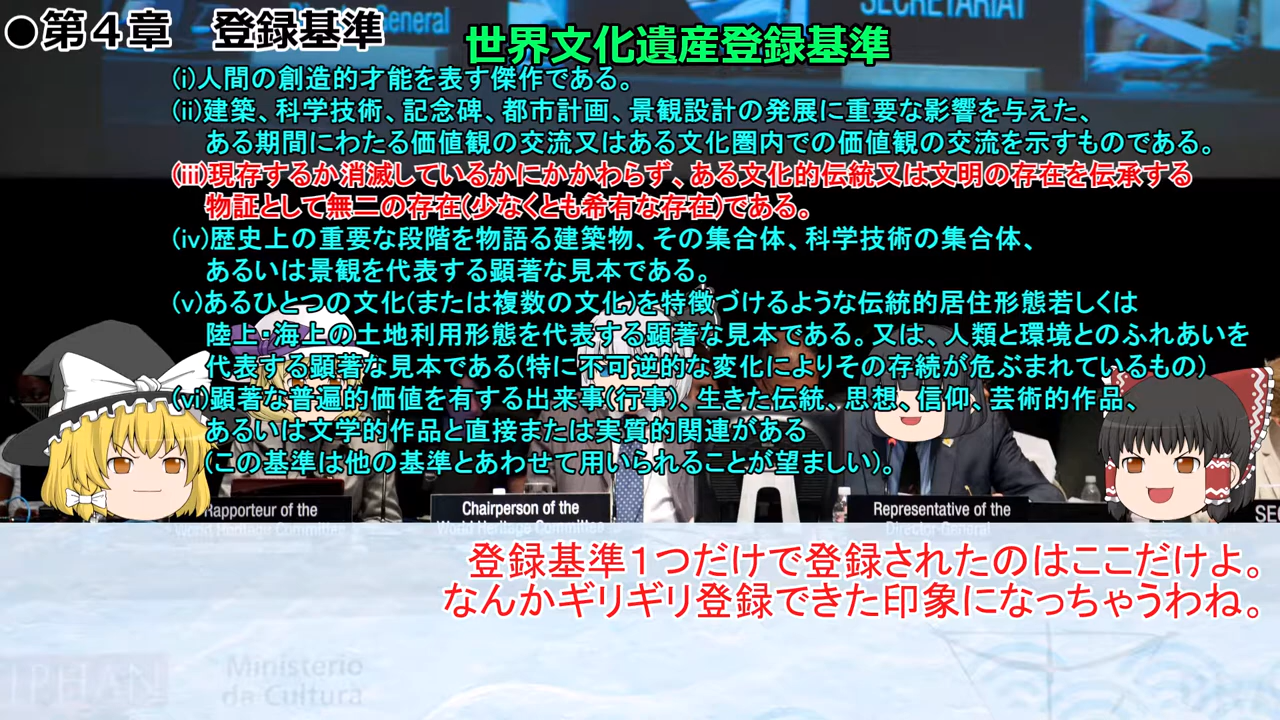 ●第４章　登録基準
Director General
SECRETARIAT
世界文化遺産登録基準
(i)人間の創造的才能を表す傑作である。
(ii)建築、科学技術、記念碑、都市計画、景観設計の発展に重要な影響を与えた、
ある期間にわたる価値観の交流又はある文化圏内での価値観の交流を示すものである。
(iii)現存するか消滅しているかにかかわらず、ある文化的伝統又は文明の存在を伝承する
物証として無二の存在(少なくとも希有な存在)である。
(iv)歴史上の重要な段階を物語る建築物、その集合体、科学技術の集合体、
あるいは景観を代表する顕著な見本である。
(v)あるひとつの文化(または複数の文化)を特徴づけるような伝統的居住形態若しくは
陸上・海上の土地利用形態を代表する顕著な見本である。又は、人類と環境とのふれあいを
代表する顕著な見本である(特に不可逆的な変化によりその存続が危ぶまれているもの)
(vi)顕著な普遍的価値を有する出来事(行事)、生きた伝統、思想、信仰、芸術的作品、
あるいは文学的作品と直接または実質的関連がある
(この基準は他の基準とあわせて用いられることが望ましい)。
Rapporteur of the
World Heritage Committee
Chairperson of the
World Heritage Committee
Representative of the
Director General
SEC
登録基準１つだけで登録されたのはここだけよ。
なんかギリギリ登録できた印象になっちゃうわね。
IPHAN
Ministerio
da Cultura